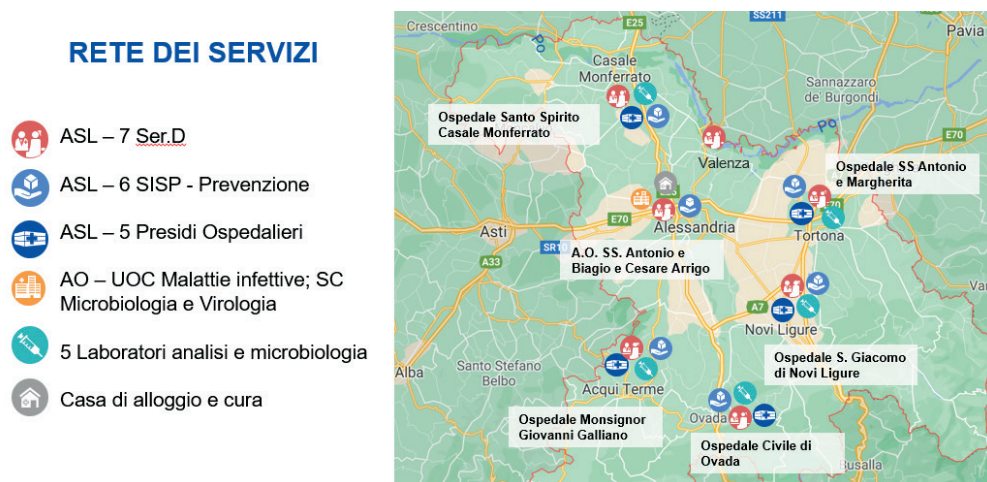 RETE DEI SERVIZI
ASL – 7 Ser.D
ASL – 6 SISP - Prevenzione
ASL – 5 Presidi Ospedalieri
AO – UOC Malattie infettive; SC
Microbiologia e Virologia
5 Laboratori analisi e microbiologia
Casa di alloggio e cura
Crescentino
E25
SS211
Pavia
Po
Casale
Monferrato
Sannazzaro
de' Burgondi
Ospedale Santo Spirito
Casale Monferrato
Po
E70
Valenza
Ospedale SS Antonio
e Margherita
E70
E70
Asti
Alessandria
Tortona
SR10
A33
A.O. SS. Antonio e
Biagio e Cesare Arrigo
A7
Novi Ligure
Alba
Santo Stefano
Belbo
Acqui Terme
Ospedale S. Giacomo
di Novi Ligure
Ospedale Monsignor
Giovanni Galliano
Ovada
Ospedale Civile di
Ovada
Busalla